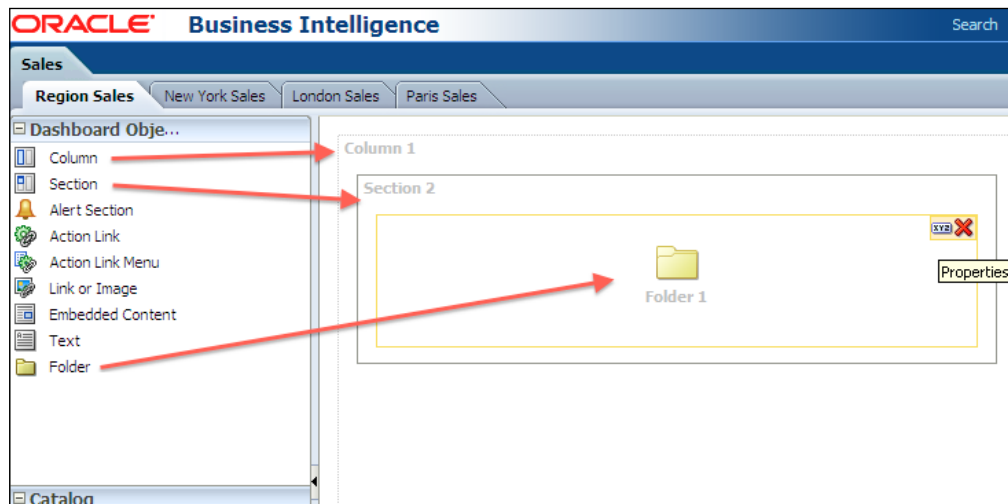 ORACLE Business Intelligence Search
Sales
Region Sales New York Sales London Sales Paris Sales
Dashboard Obje...
Column
Section
Alert Section
Action Link
Action Link Menu
Link or Image
Embedded Content
Text
Folder
Catalog
Column 1
Section 2
XYZ
Properties
Folder 1